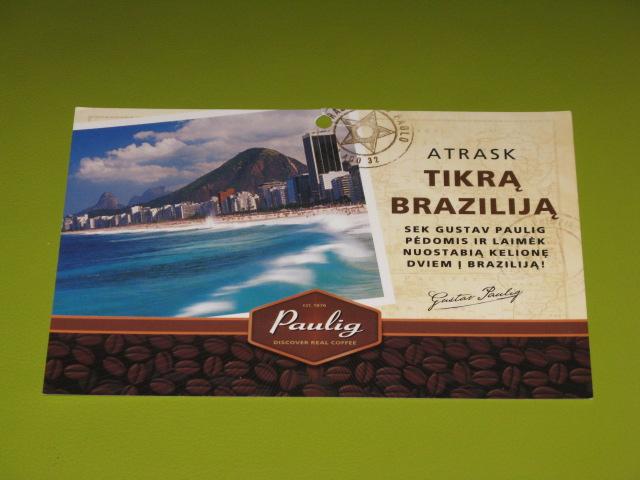 ATRASK
TIKRĄ
BRAZILIJĄ
SEK GUSTAV PAULIG
PĖDOMIS IR LAIMĖK
NUOSTABIĄ KELIONĘ
DVIEM Į BRAZILIJĄ!
Gustav Paulig
EST. 1876
Paulig
DISCOVER REAL COFFEE